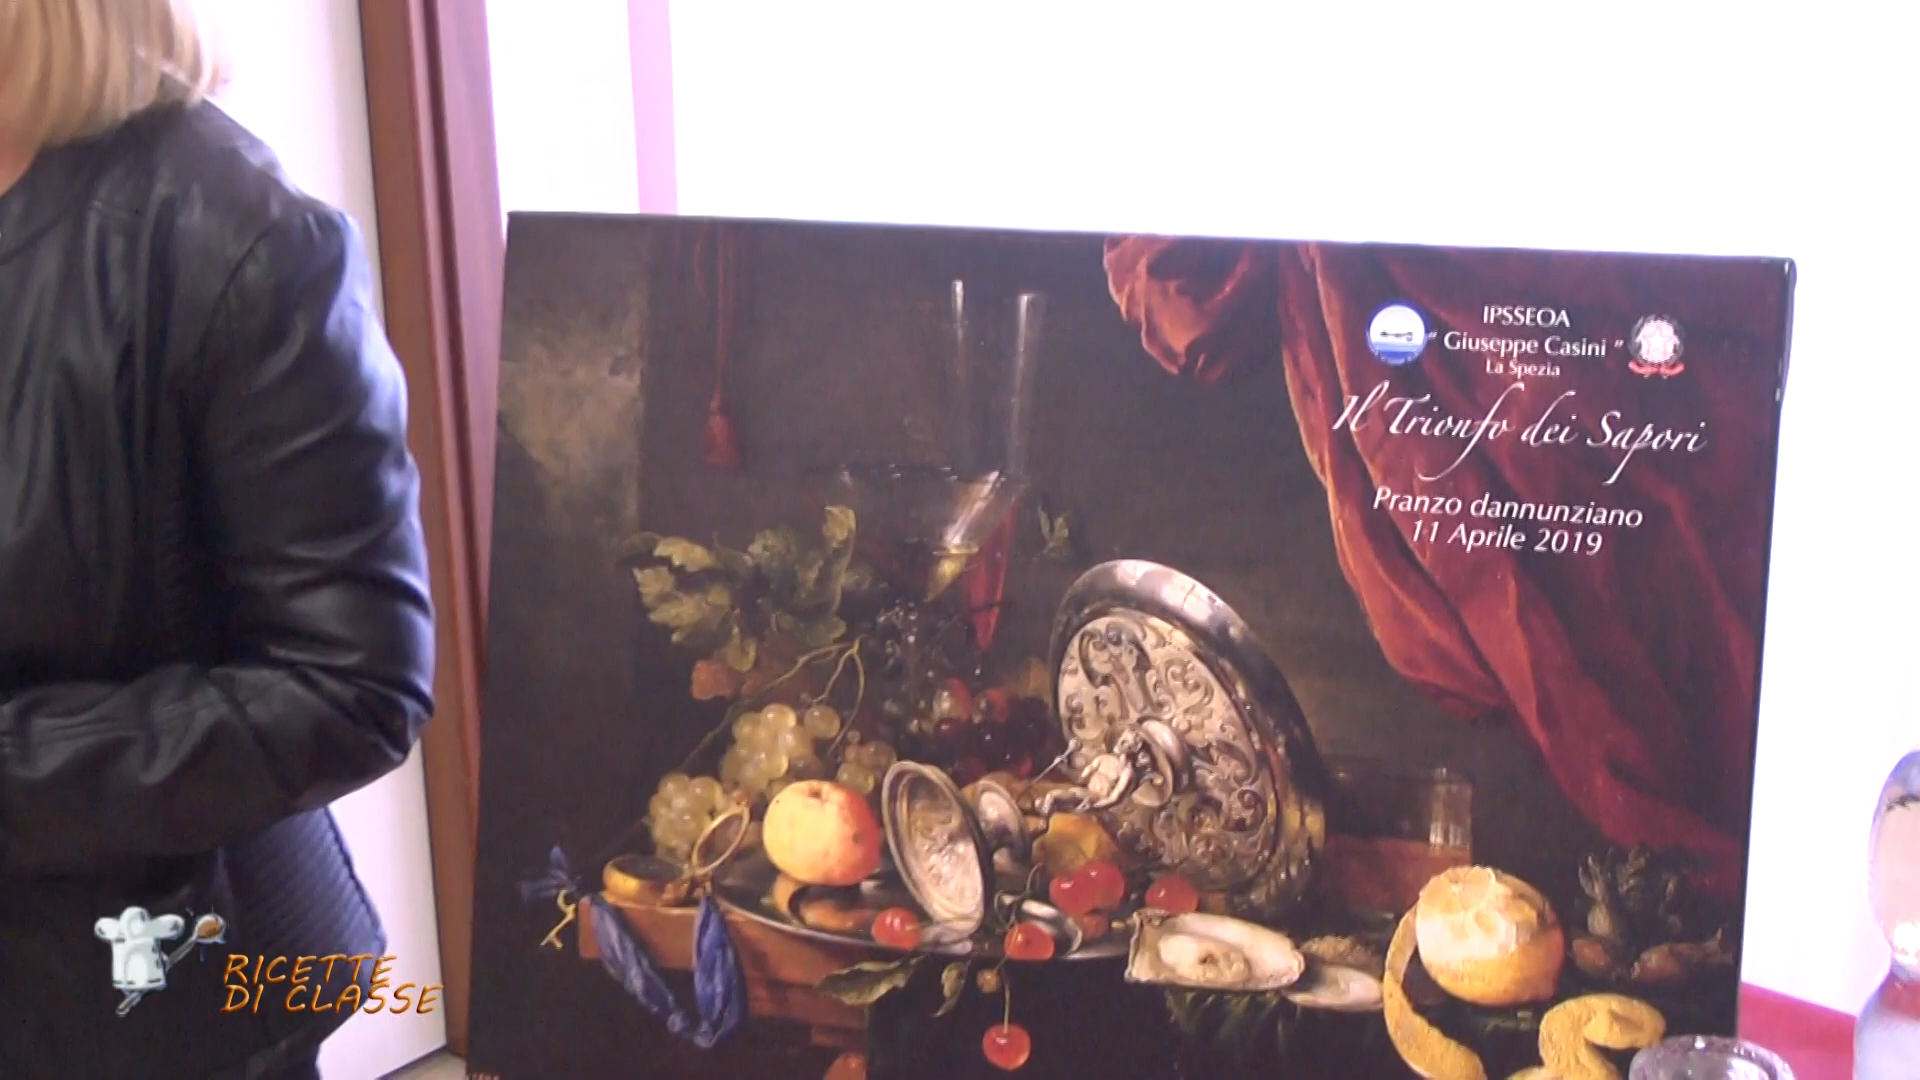 IPSSEOA
" Giuseppe Casini "
La Spezia
Il Trionfo dei Sapori
Pranzo dannunziano
11 Aprile 2019
RICETTE
DI CLASSE